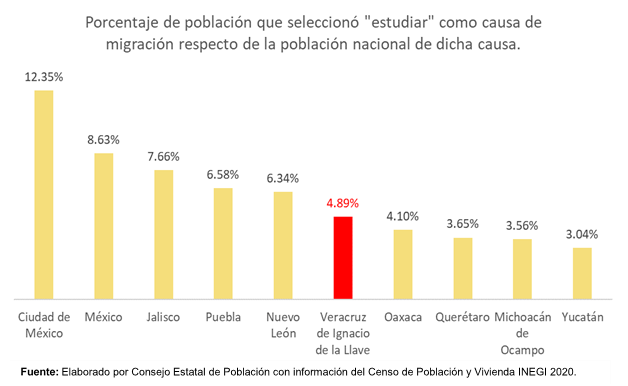 Porcentaje de población que seleccionó "estudiar" como causa de
migración respecto de la población nacional de dicha causa.
12.35%
8.63%
7.66%
6.58%
6.34%
4.89%
4.10%
3.65%
3.56%
3.04%
Ciudad de
México
México
Jalisco
Puebla
Nuevo
León
Veracruz
de Ignacio
de la Llave
Oaxaca
Querétaro
Michoacán
de
Ocampo
Yucatán
Fuente: Elaborado por Consejo Estatal de Población con información del Censo de Población y Vivienda INEGI 2020.